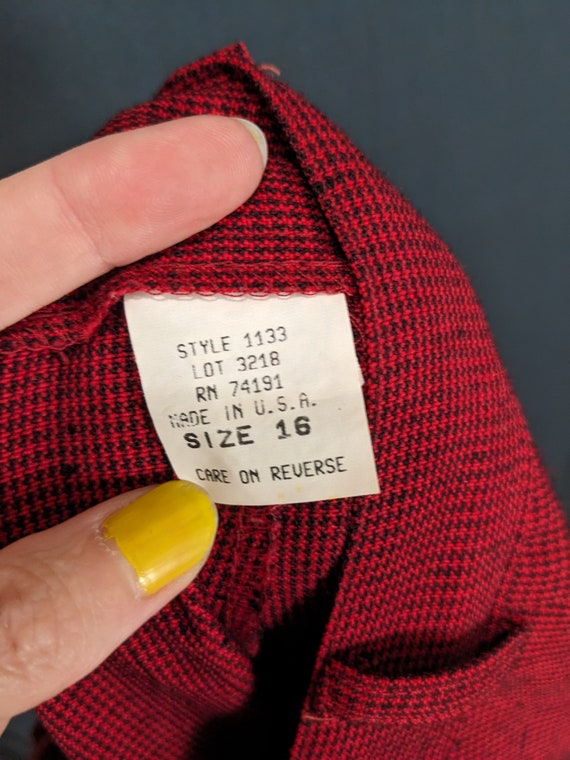 STYLE 1133
LOT 3218
RN 74191
MADE IN U.S.A.
SIZE 16
CARE ON REVERSE